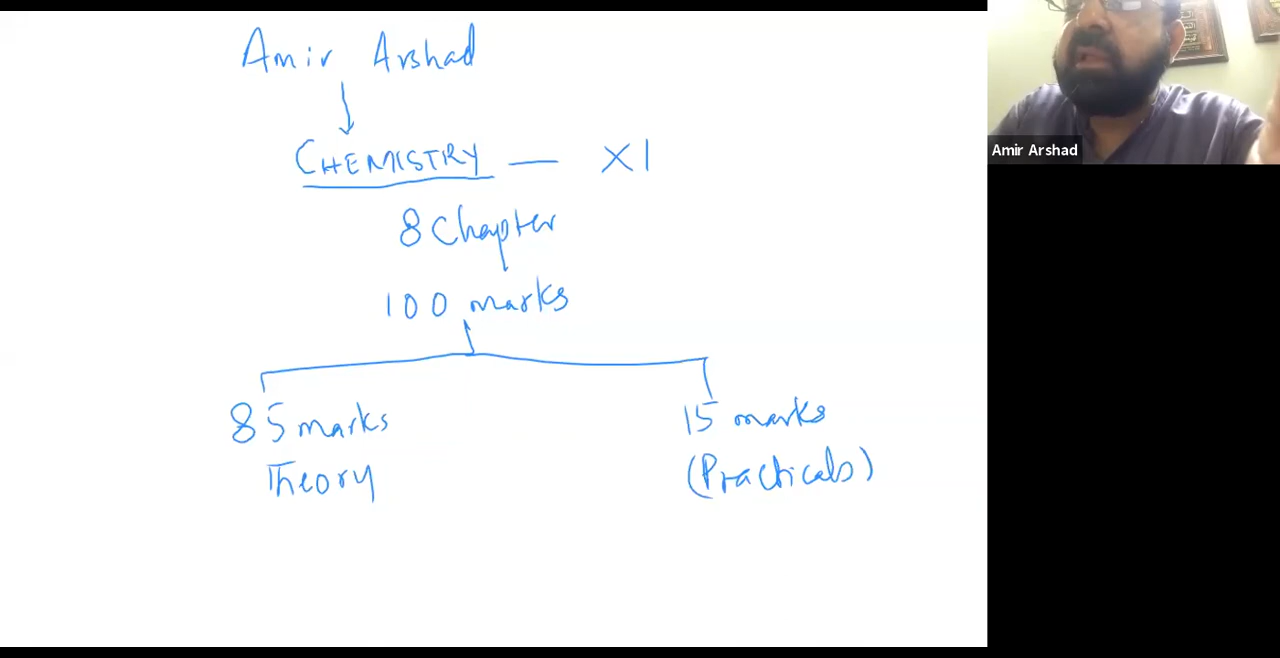 Amir Arshad
CHEMISTRY — XI
8 Chapter
100 marks
85 marks
Theory
15 marks
(Practicals)
Amir Arshad